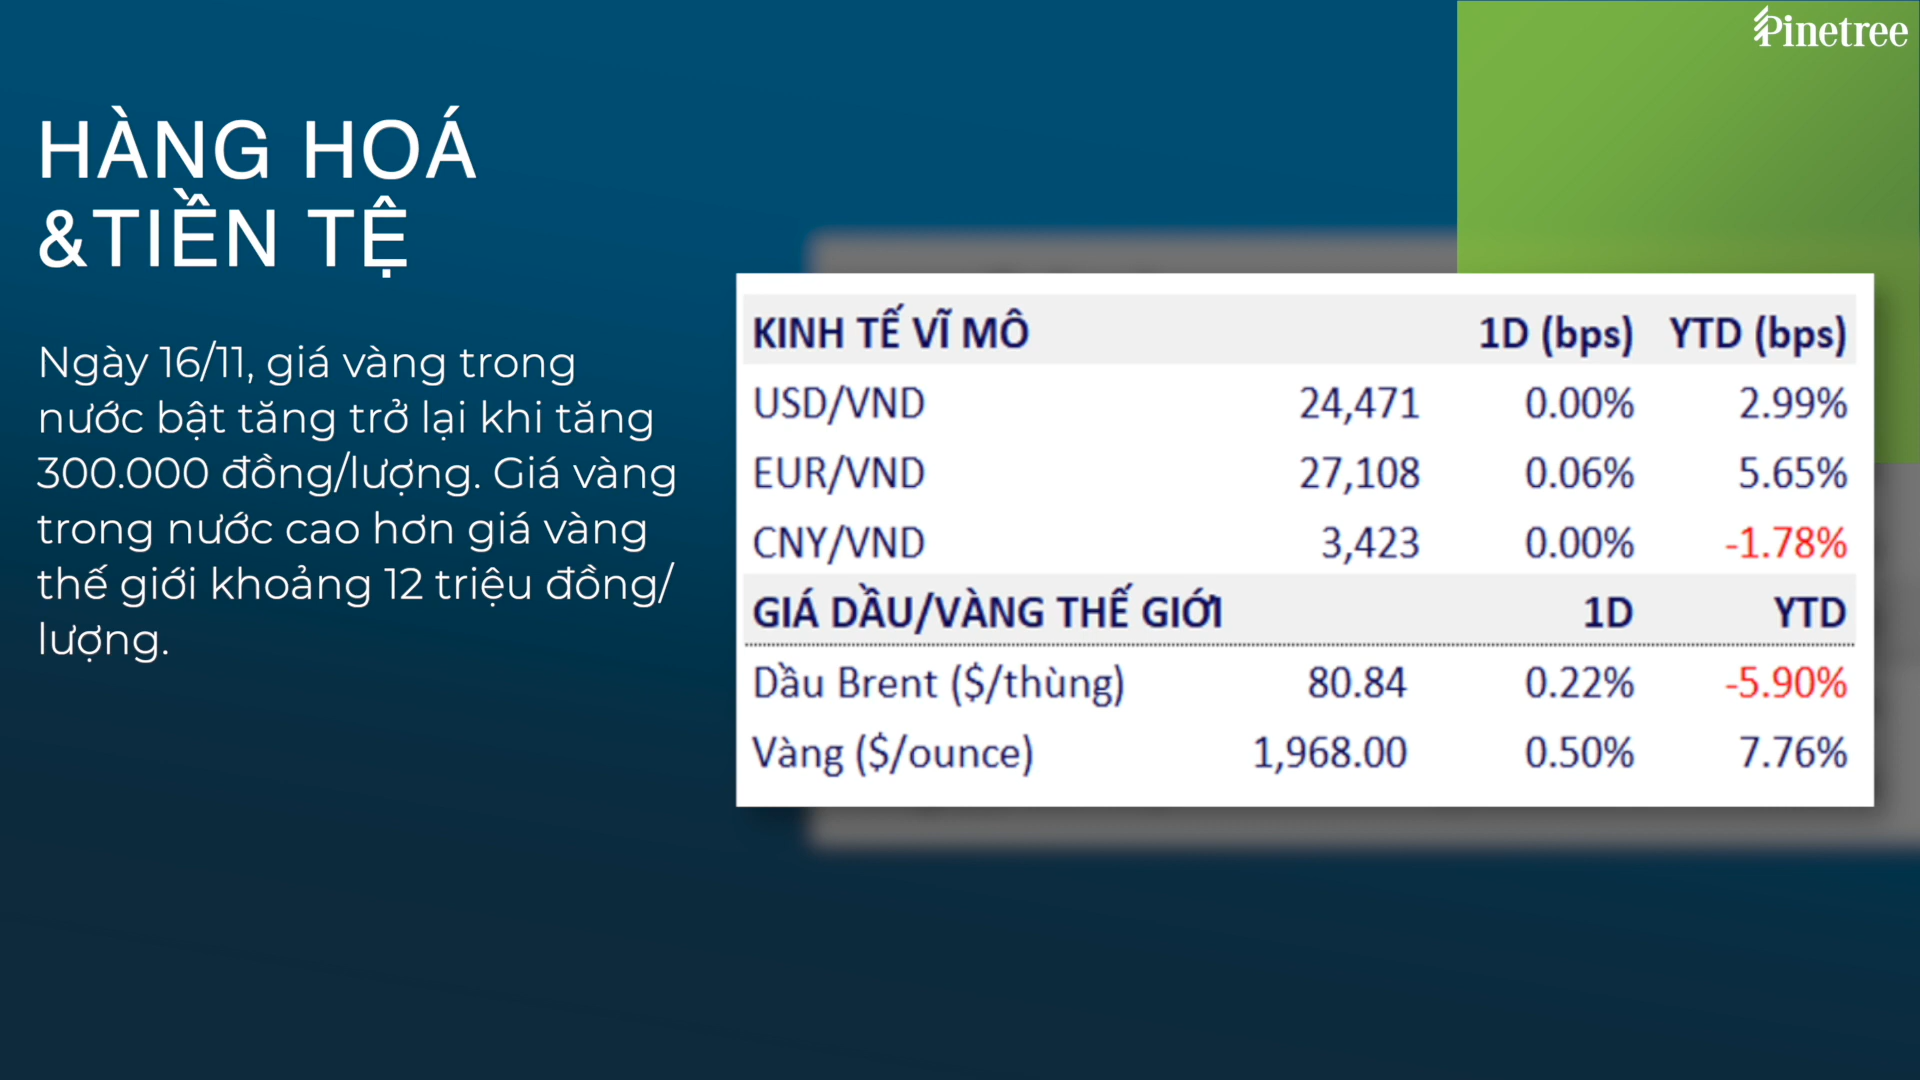 Pinetree
HÀNG HOÁ
&TIỀN TỆ
Ngày 16/11, giá vàng trong
nước bật tăng trở lại khi tăng
300.000 đồng/lượng. Giá vàng
trong nước cao hơn giá vàng
thế giới khoảng 12 triệu đồng/
lượng.
KINH TẾ VĨ MÔ 1D (bps) YTD (bps)
USD/VND 24,471 0.00% 2.99%
EUR/VND 27,108 0.06% 5.65%
CNY/VND 3,423 0.00% -1.78%
GIÁ DẦU/VÀNG THẾ GIỚI 1D YTD
Dầu Brent ($/thùng) 80.84 0.22% -5.90%
Vàng ($/ounce) 1,968.00 0.50% 7.76%